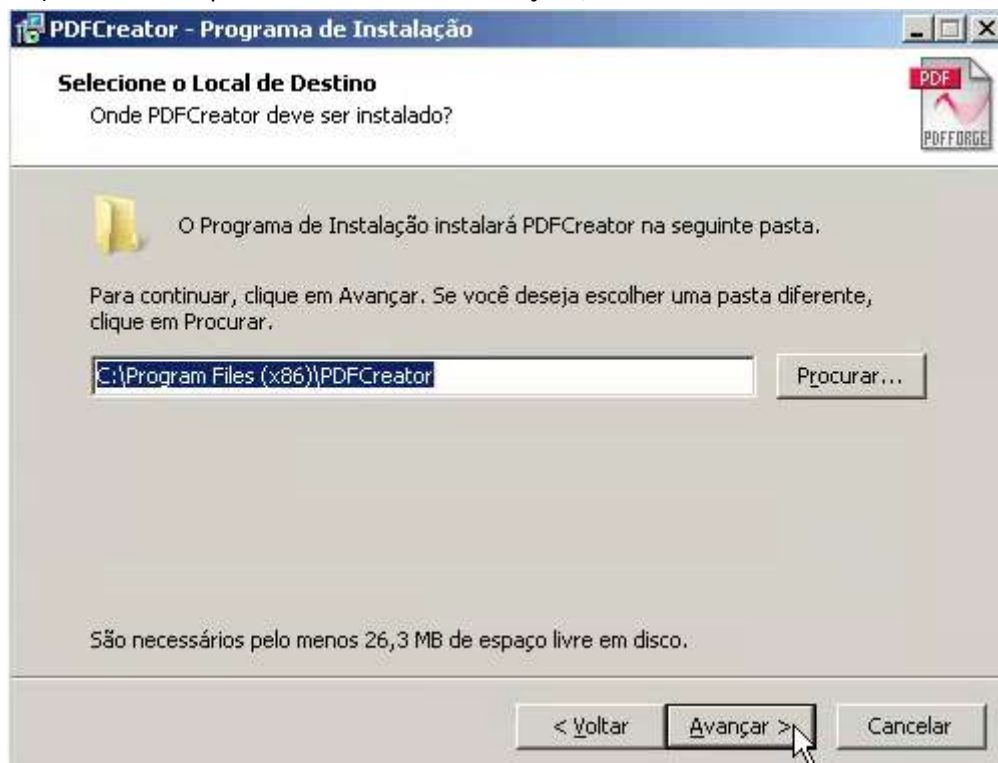 PDFCreator - Programa de Instalação
Selecione o Local de Destino
Onde PDFCreator deve ser instalado?
PDF
PDFFORGE
O Programa de Instalação instalará PDFCreator na seguinte pasta.
Para continuar, clique em Avançar. Se você deseja escolher uma pasta diferente,
clique em Procurar.
C:\Program Files (x86)\PDFCreator
Procurar...
São necessários pelo menos 26,3 MB de espaço livre em disco.
< Voltar
Avançar >
Cancelar